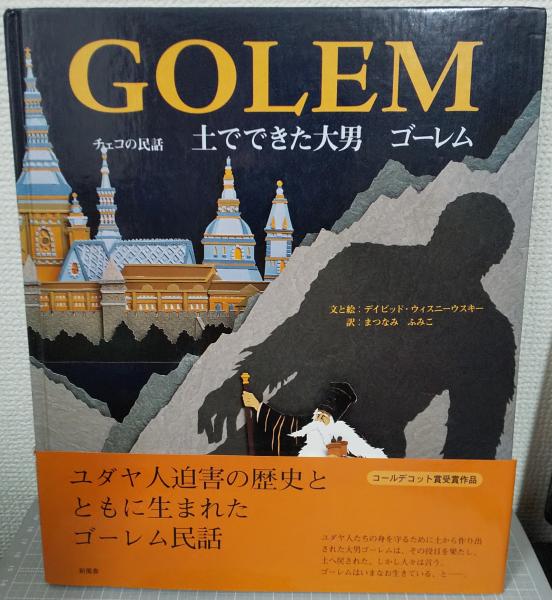 GOLEM
チェコの民話 土でできた大男 ゴーレム
文と絵：デイビッド・ウィスニーウスキー
訳：まつなみ ふみこ
ユダヤ人迫害の歴史と
ともに生まれた
ゴーレム民話
コールデコット賞受賞作品
ユダヤ人たちの身を守るために土から作り出
された大男ゴーレムは、その役目を果たし、
土へ戻された。しかし人々は言う。
ゴーレムはいまなお生きている、と──。
新風舎